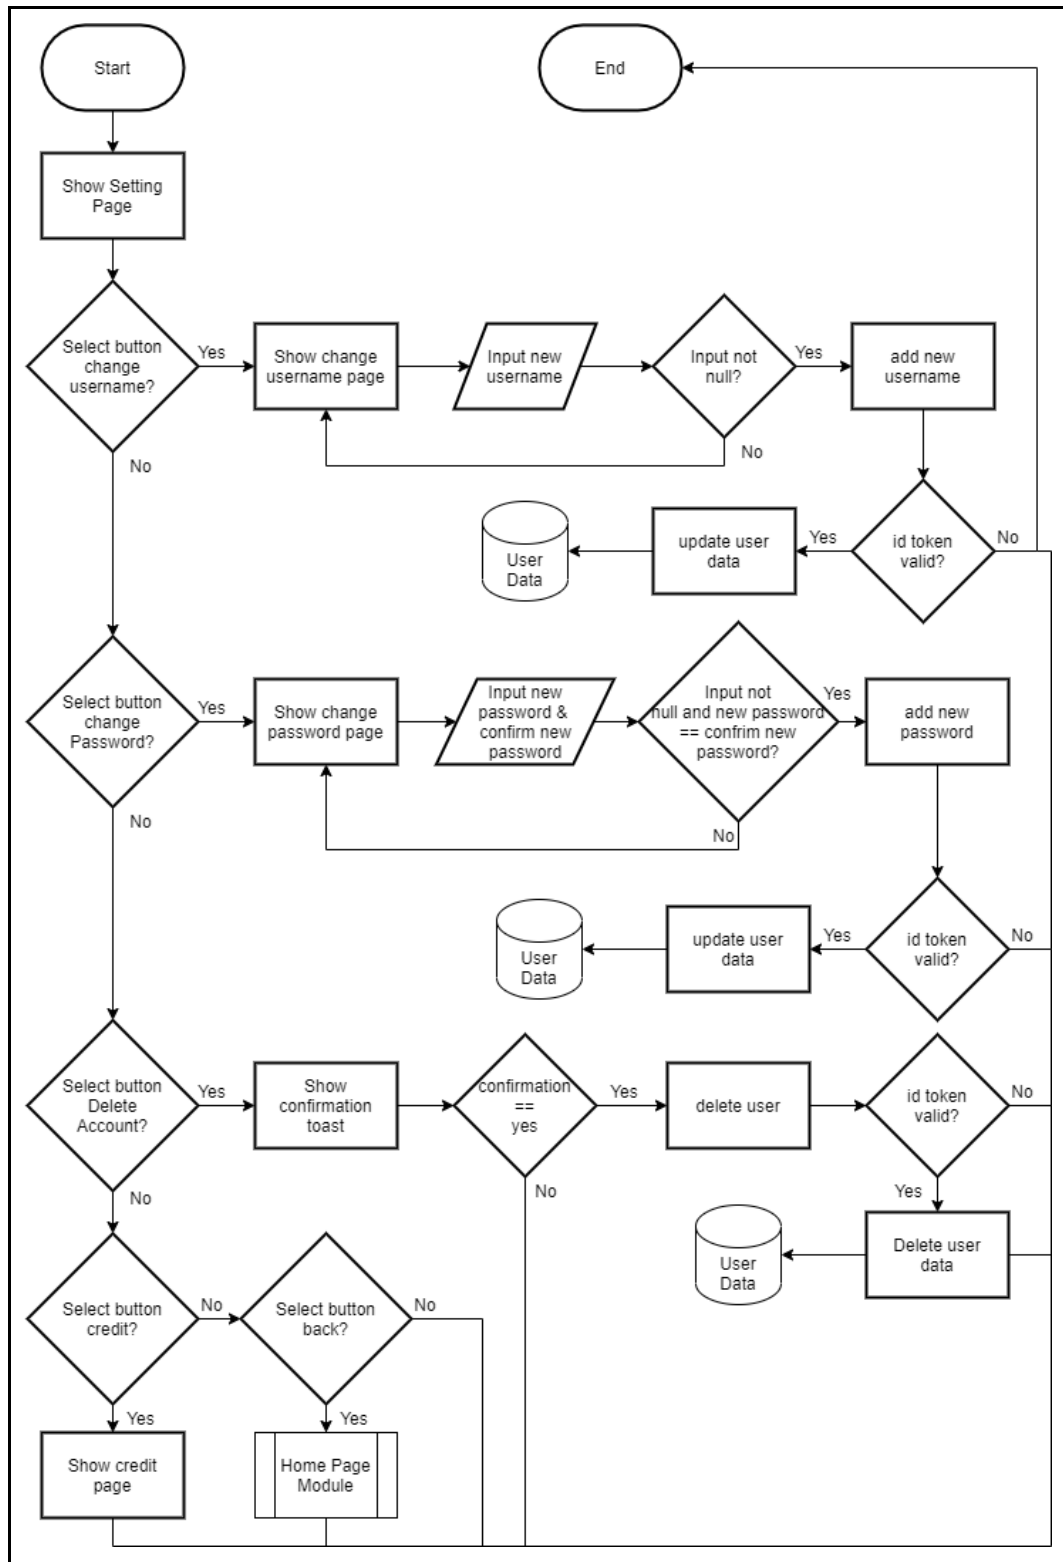 Start
End
Show Setting
Page
Select button
change
username?
Yes
Show change
username page
Input new
username
Input not
null?
Yes
add new
username
No
No
User
Data
update user
data
Yes
id token
valid?
No
Select button
change
Password?
Yes
Show change
password page
Input new
password &
confirm new
password
Input not
null and new password
== confrim new
password?
Yes
add new
password
No
No
User
Data
update user
data
Yes
id token
valid?
No
Select button
Delete
Account?
Yes
Show
confirmation
toast
confirmation
==
yes
Yes
delete user
id token
valid?
No
No
No
Yes
User
Data
Delete user
data
Select button
credit?
No
Select button
back?
No
Yes
Yes
Show credit
page
Home Page
Module